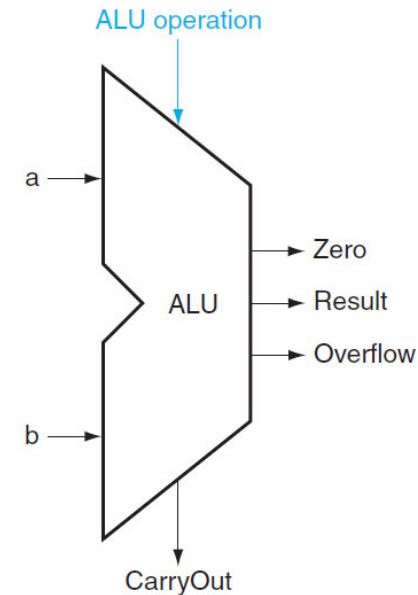 ALU operation
a
Zero
ALU
Result
Overflow
b
CarryOut